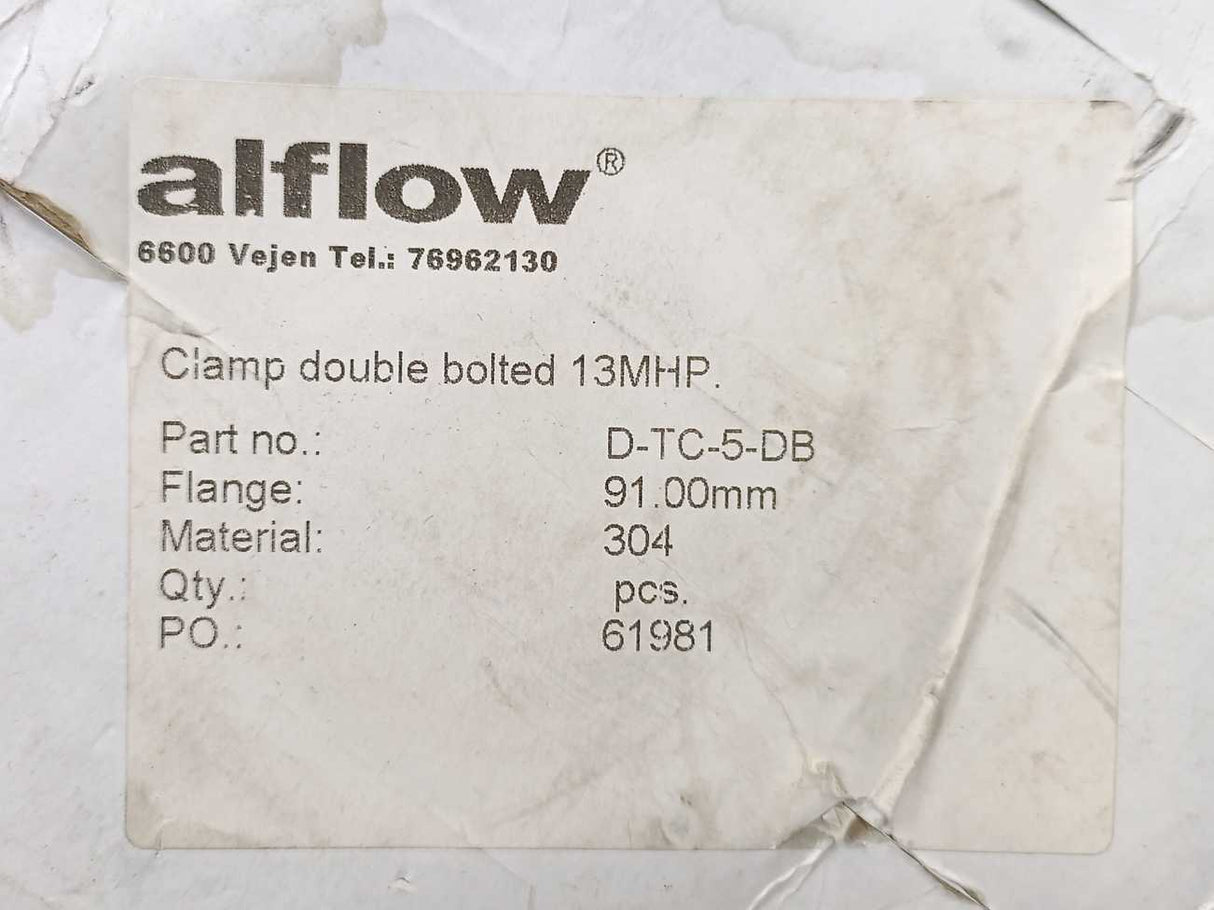 alflow®
6600 Vejen Tel.: 76962130
Clamp double bolted 13MHP.
Part no.: D-TC-5-DB
Flange: 91.00mm
Material: 304
Qty.: pcs.
PO.: 61981